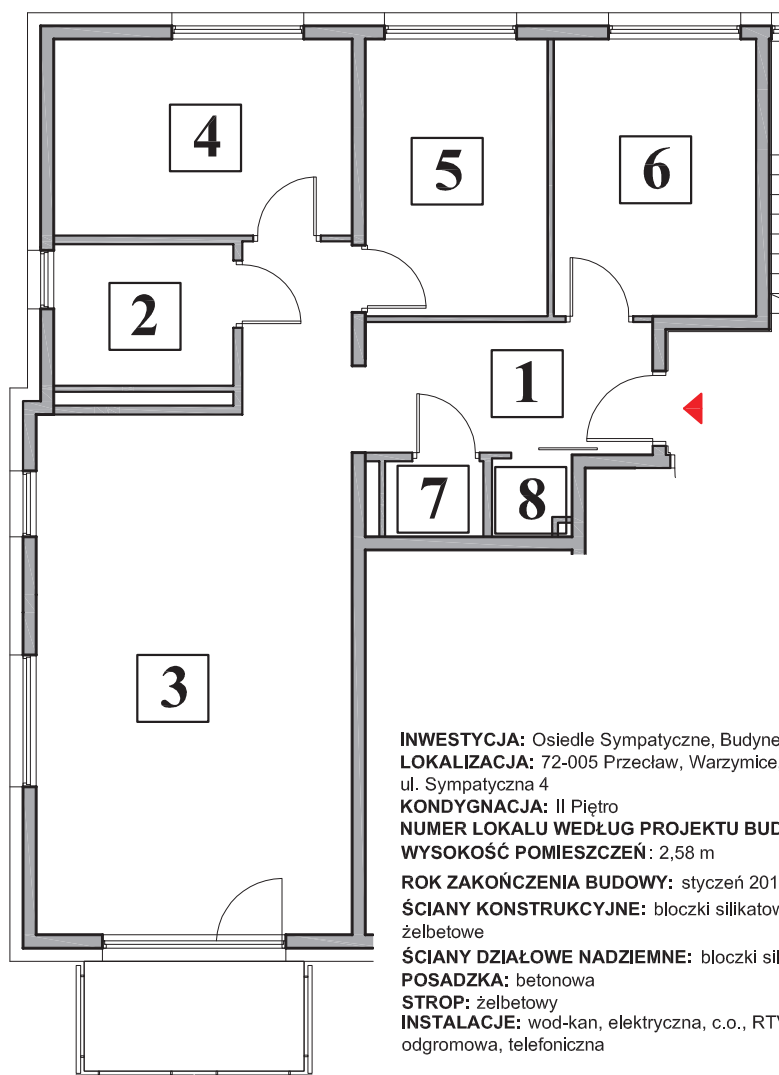 4
5
6
2
1
7
8
3
INWESTYCJA: Osiedle Sympatyczne, Budyne
LOKALIZACJA: 72-005 Przecław, Warzymice,
ul. Sympatyczna 4
KONDYGNACJA: II Piętro
NUMER LOKALU WEDŁUG PROJEKTU BUD
WYSOKOŚĆ POMIESZCZEŃ: 2,58 m
ROK ZAKOŃCZENIA BUDOWY: styczeń 201
ŚCIANY KONSTRUKCYJNE: bloczki silikatow
żelbetowe
ŚCIANY DZIAŁOWE NADZIEMNE: bloczki sil
POSADZKA: betonowa
STROP: żelbetowy
INSTALACJE: wod-kan, elektryczna, c.o., RTV
odgromowa, telefoniczna